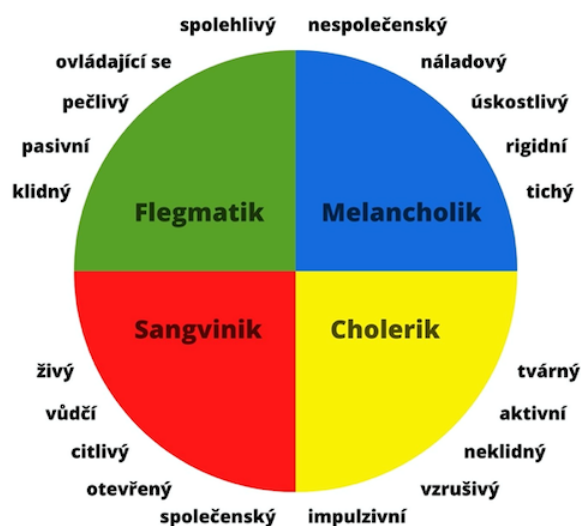 spolehlivý
nespolečenský
ovládající se
náladový
pečlivý
úskostlivý
pasivní
rigidní
klidný
tichý
Flegmatik
Melancholik
Sangvinik
Cholerik
živý
tvárný
vůdčí
aktivní
citlivý
neklidný
otevřený
vzrušivý
společenský
impulzivní